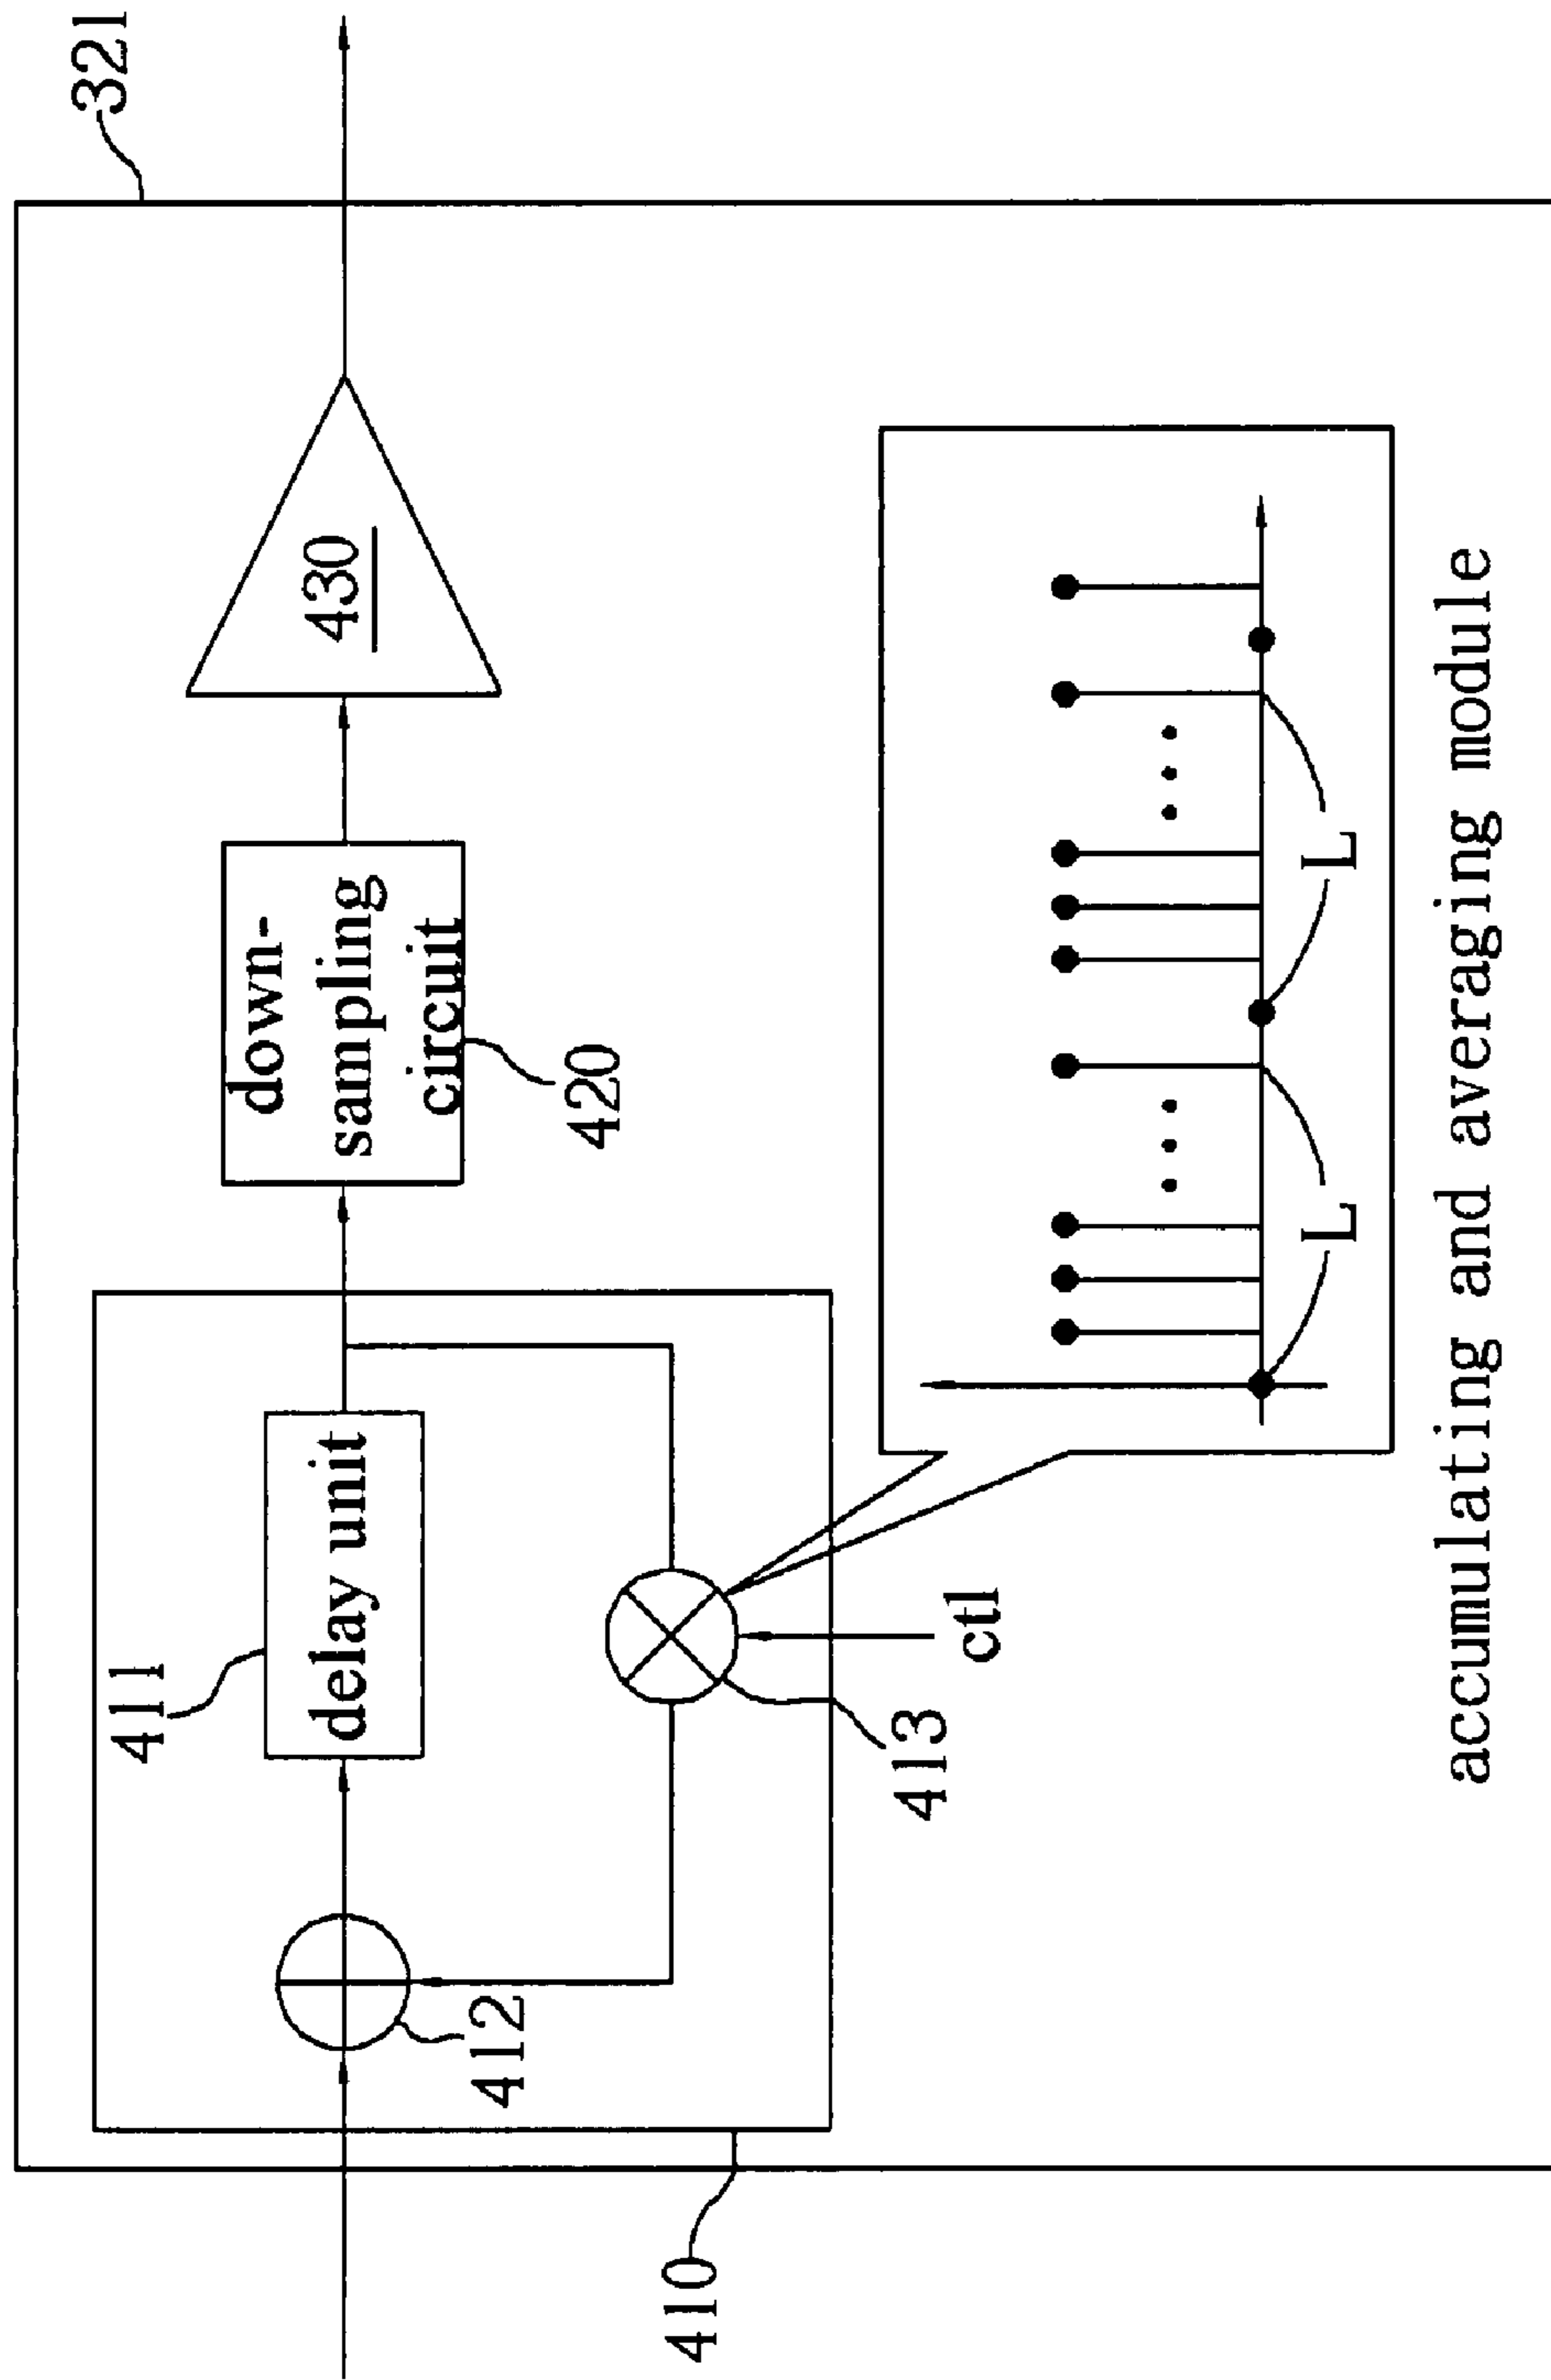 321
411
delay unit
412
413
ctl
410
down-
sampling
circuit
420
430
L
L
accumulating and averaging module